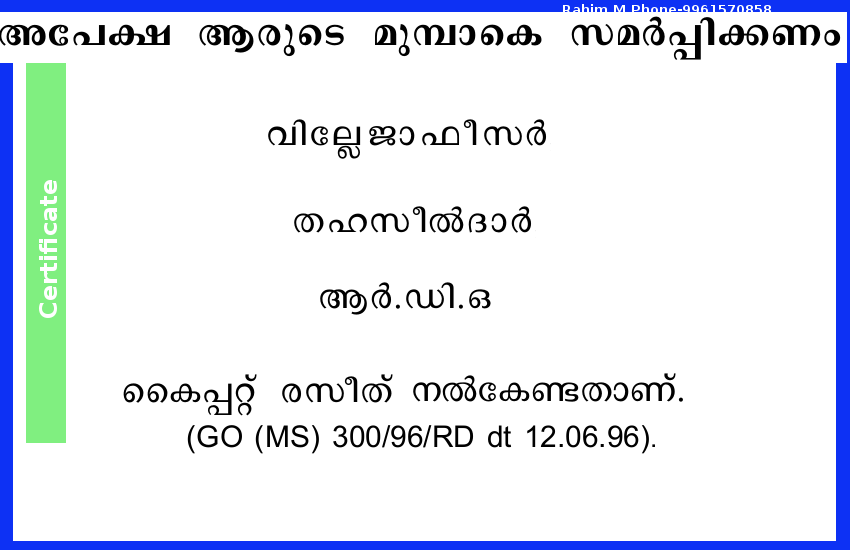 Rahim M Phone-9961570858
അപേക്ഷ ആരുടെ മുമ്പാകെ സമർപ്പിക്കണം
Certificate
വില്ലേജാഫീസർ
തഹസീൽദാർ
ആർ.ഡി.ഒ
കൈപ്പറ്റ് രസീത് നൽകേണ്ടതാണ്.
(GO (MS) 300/96/RD dt 12.06.96).